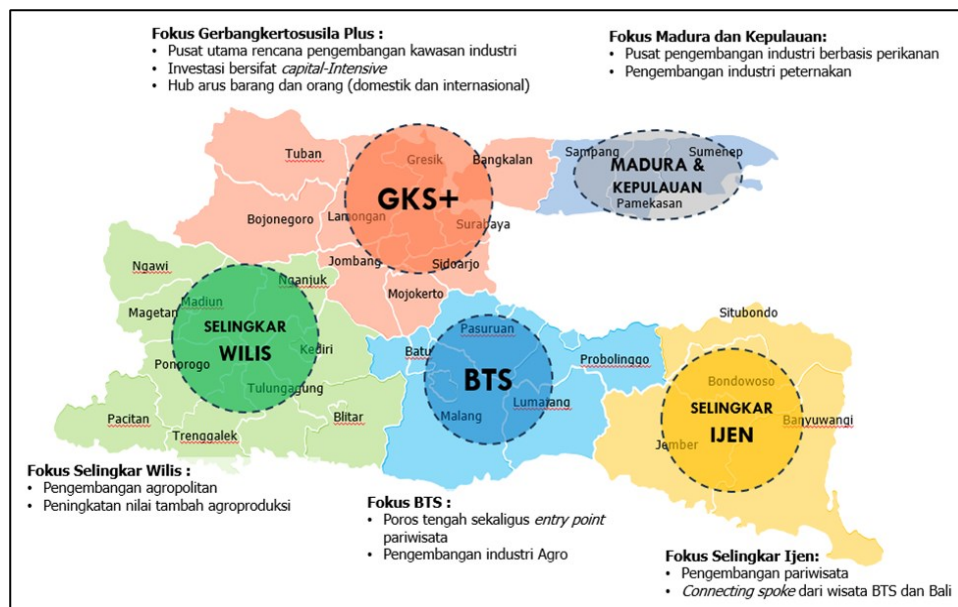 Fokus Gerbangkertosusila Plus :
• Pusat utama rencana pengembangan kawasan industri
• Investasi bersifat capital-Intensive
• Hub arus barang dan orang (domestik dan internasional)
Fokus Madura dan Kepulauan:
• Pusat pengembangan industri berbasis perikanan
• Pengembangan industri peternakan
Tuban
Gresik
Bangkalan
Sampang
Sumenep
MADURA &
KEPULAUAN
Pamekasan
GKS+
Bojonegoro
Lamongan
Surabaya
Jombang
Sidoarjo
Mojokerto
Ngawi
Nganjuk
Madiun
Magetan
SELINGKAR
WILIS
Kediri
Ponorogo
Tulungagung
Pacitan
Trenggalek
Blitar
Pasuruan
Batu
Probolinggo
BTS
Lumajang
Malang
Situbondo
Bondowoso
SELINGKAR
IJEN
Banyuwangi
Jember
Fokus Selingkar Wilis :
• Pengembangan agropolitan
• Peningkatan nilai tambah agroproduksi
Fokus BTS :
• Poros tengah sekaligus entry point
pariwisata
• Pengembangan industri Agro
Fokus Selingkar Ijen:
• Pengembangan pariwisata
• Connecting spoke dari wisata BTS dan Bali